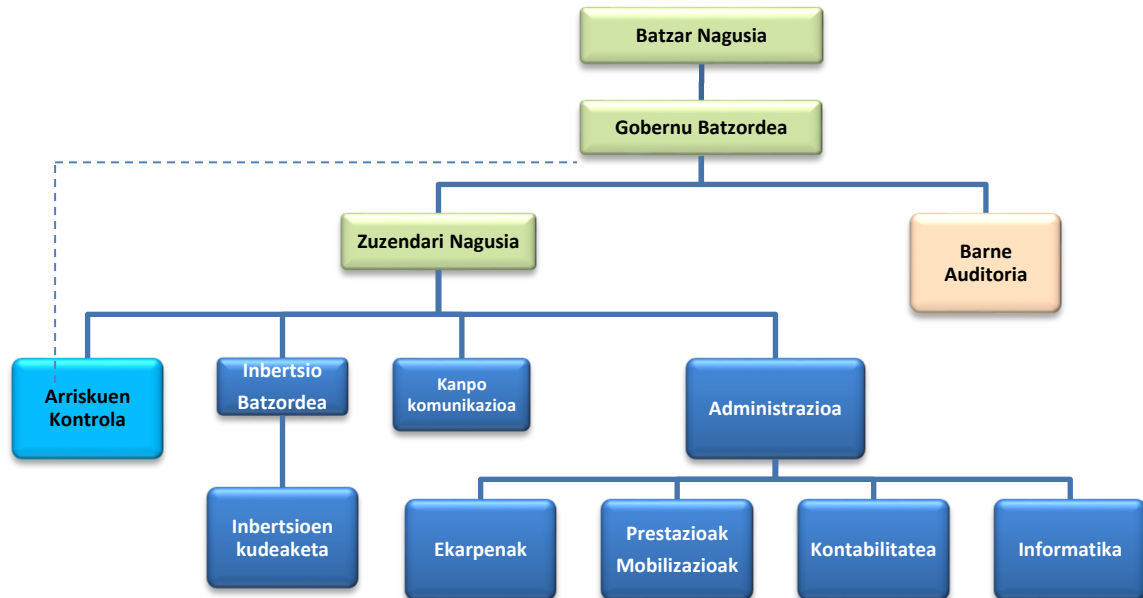 Batzar Nagusia
Gobernu Batzordea
Zuzendari Nagusia
Barne
Auditoria
Arriskuen
Kontrola
Inbertsio
Batzordea
Kanpo
komunikazioa
Administrazioa
Inbertsioen
kudeaketa
Ekarpenak
Prestazioak
Mobilizazioak
Kontabilitatea
Informatika